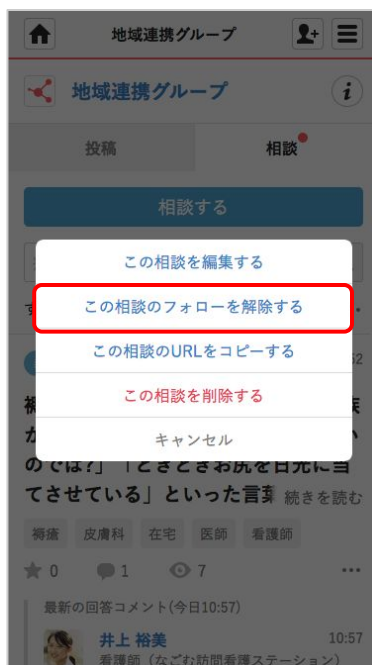 地域連携グループ
地域連携グループ
投稿
相談
相談する
この相談を編集する
この相談のフォローを解除する
この相談のURLをコピーする
この相談を削除する
キャンセル
のでは?」「ときどきお尻を日光に当
てさせている」といった言葉 続きを読む
褥瘡 皮膚科 在宅 医師 看護師
0 1 7
最新の回答コメント(今日10:57)
井上 裕美 10:57
看護師(なごむ訪問看護ステーション)